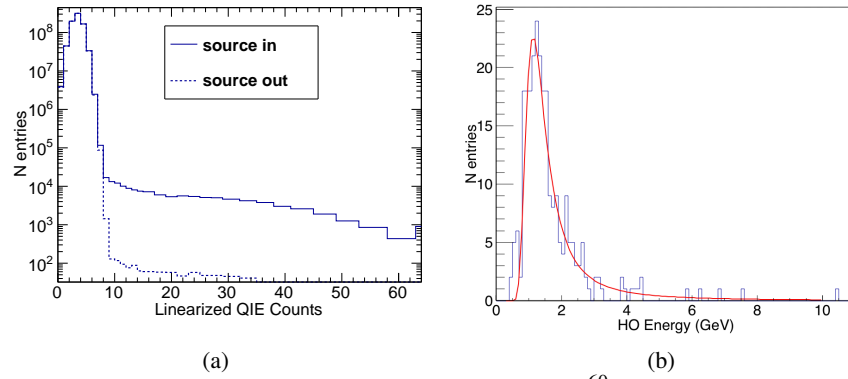 source in
source out
N entries
10^8
10^7
10^6
10^5
10^4
10^3
10^2
0 10 20 30 40 50 60
Linearized QIE Counts
(a)
N entries
25
20
15
10
5
0
0 2 4 6 8 10
HO Energy (GeV)
(b)
60